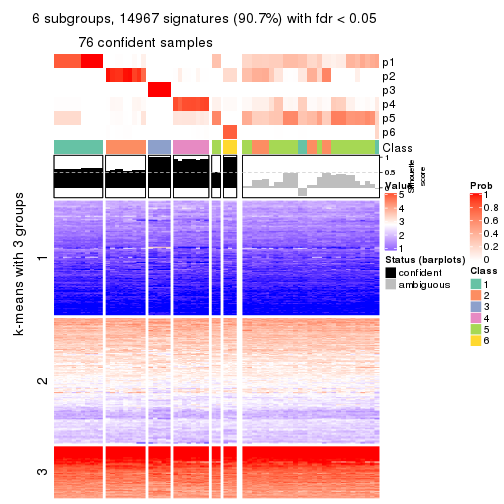 6 subgroups, 14967 signatures (90.7%) with fdr < 0.05
76 confident samples
p1
p2
p3
p4
p5
p6
Class
1
0.5
0
Silhouette
score
k-means with 3 groups
1
2
3
Value
5
4
3
2
1
Status (barplots)
confident
ambiguous
Prob
1
0.8
0.6
0.4
0.2
0
Class
1
2
3
4
5
6